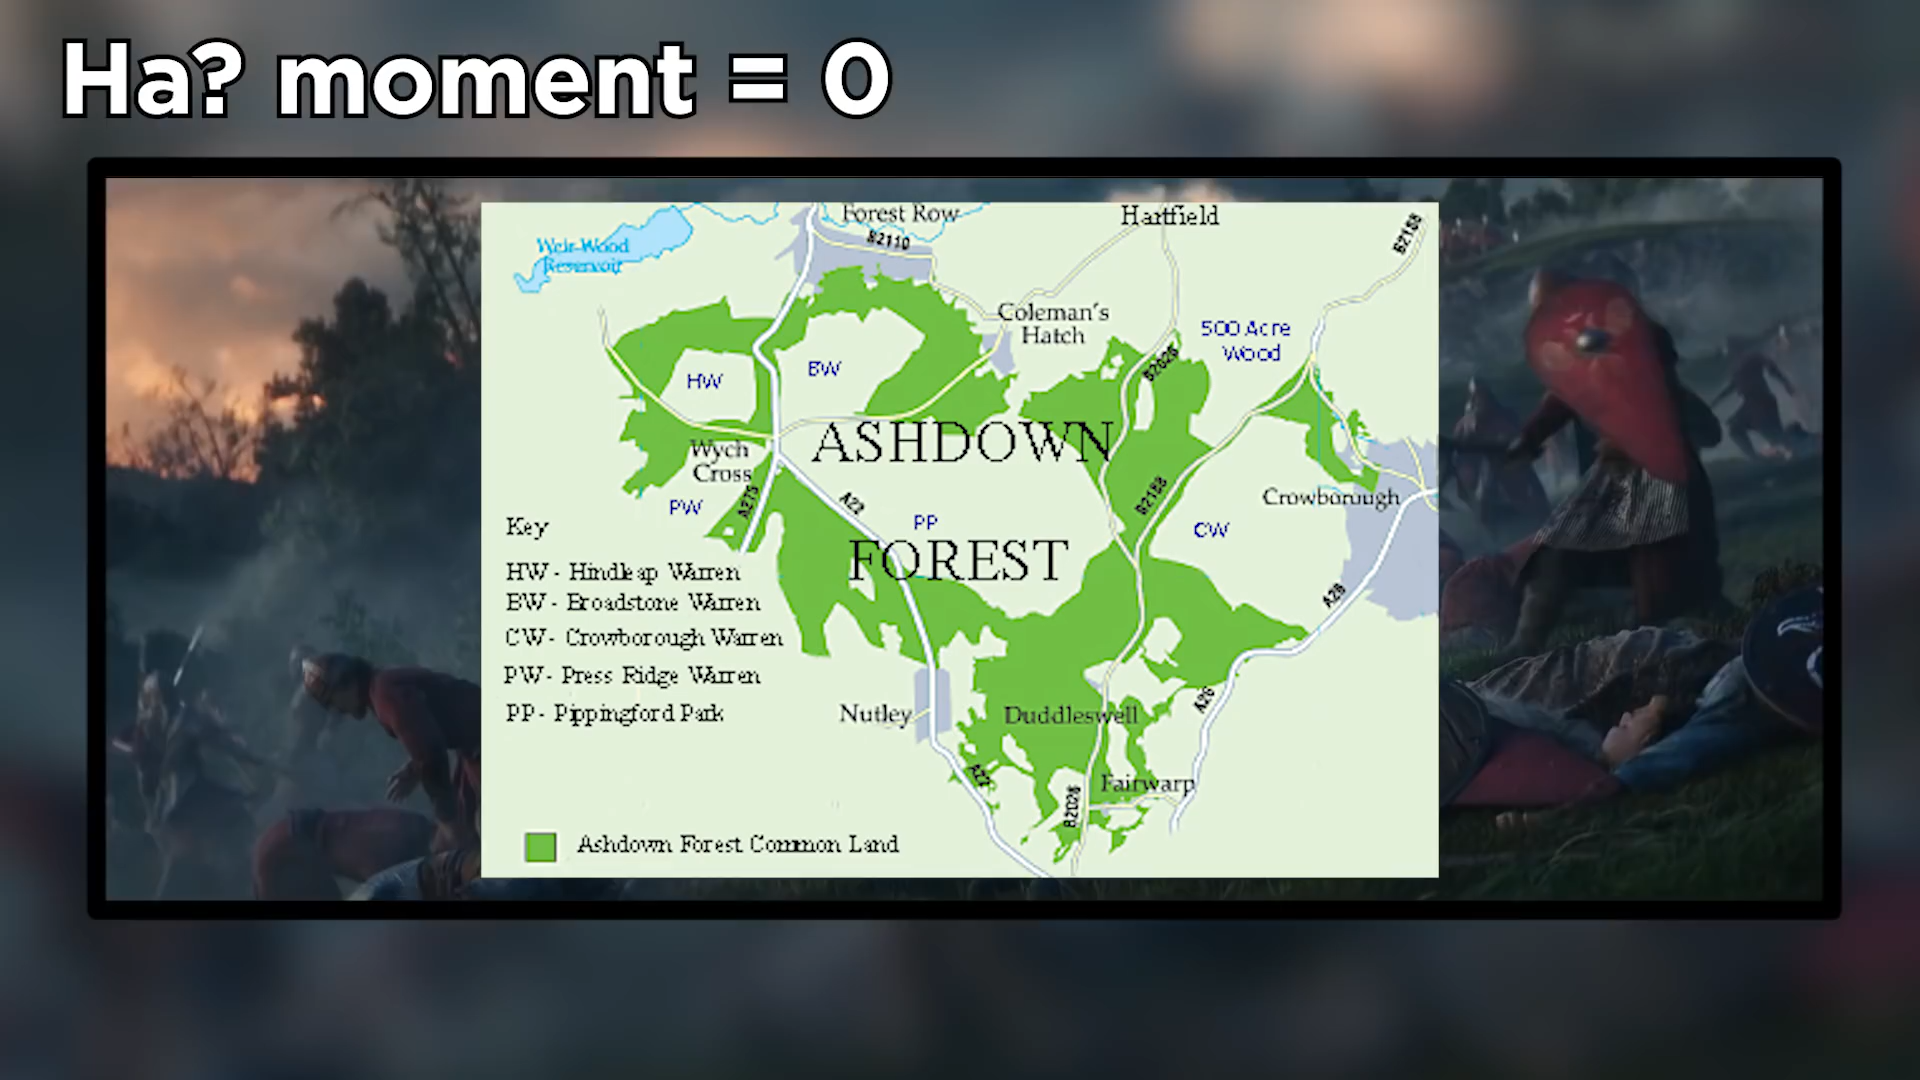 Ha? moment = 0
Forest Row
Hartfield
B2188
B2110
Weir Wood
Reservoir
Coleman's
Hatch
500 Acre
Wood
B2026
HW
BW
ASHDOWN
Wych
Cross
Crowborough
PW
A275
A22
B2188
PP
CW
Key
FOREST
HW - Hindleap Warren
A26
BW - Broadstone Warren
CW - Crowborough Warren
PW - Press Ridge Warren
A26
PP - Pippingford Park
Nutley
Duddleswell
A22
Fairwarp
B2026
Ashdown Forest Common Land